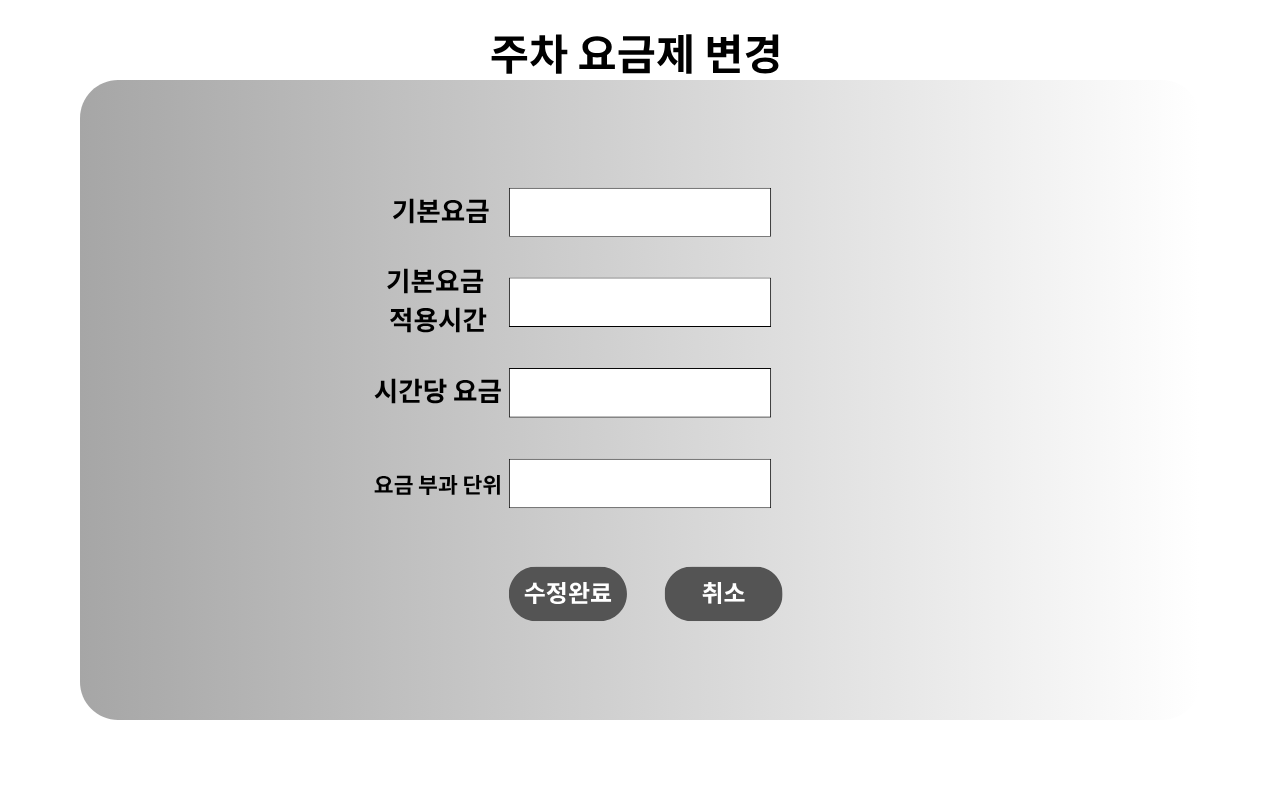 주차 요금제 변경
기본요금
기본요금
적용시간
시간당 요금
요금 부과 단위
수정완료
취소